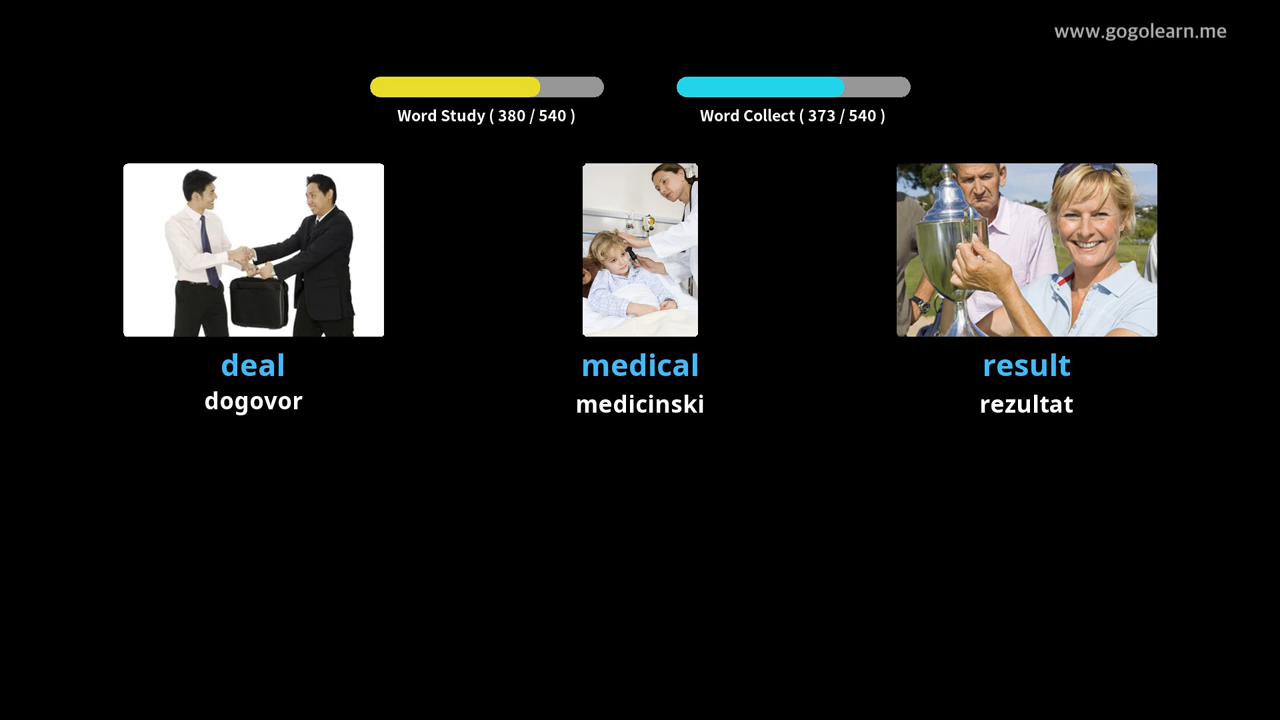 www.gogolearn.me
Word Study ( 380 / 540 )
Word Collect ( 373 / 540 )
deal
dogovor
medical
medicinski
result
rezultat